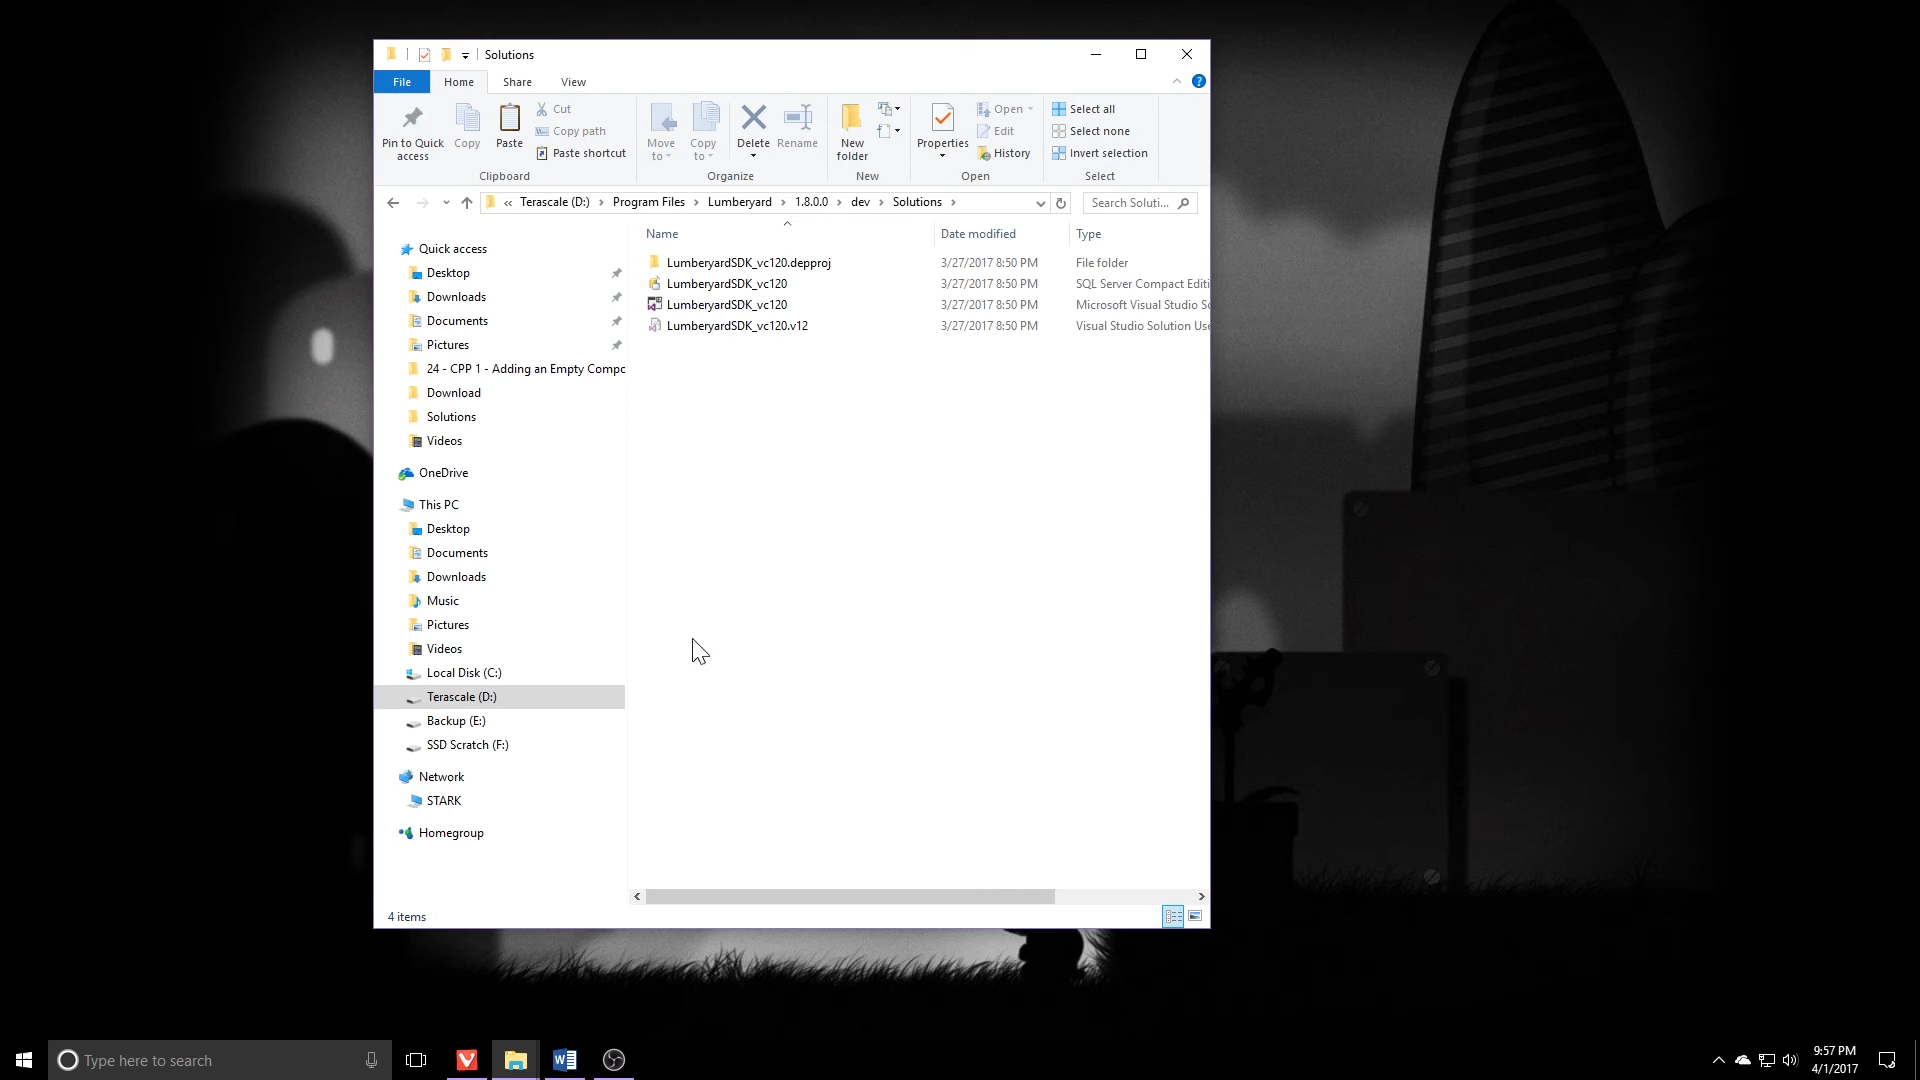 Solutions
File Home Share View
Pin to Quick access
Copy
Paste
Cut
Copy path
Paste shortcut
Clipboard
Move to
Copy to
Delete
Rename
Organize
New folder
New
Properties
Open
Edit
History
Open
Select all
Select none
Invert selection
Select
« Terascale (D:) > Program Files > Lumberyard > 1.8.0.0 > dev > Solutions >
Search Soluti...
Name Date modified Type
LumberyardSDK_vc120.depproj 3/27/2017 8:50 PM File folder
LumberyardSDK_vc120 3/27/2017 8:50 PM SQL Server Compact Editi
LumberyardSDK_vc120 3/27/2017 8:50 PM Microsoft Visual Studio So
LumberyardSDK_vc120.v12 3/27/2017 8:50 PM Visual Studio Solution Use
Quick access
Desktop
Downloads
Documents
Pictures
24 - CPP 1 - Adding an Empty Compo
Download
Solutions
Videos
OneDrive
This PC
Desktop
Documents
Downloads
Music
Pictures
Videos
Local Disk (C:)
Terascale (D:)
Backup (E:)
SSD Scratch (F:)
Network
STARK
Homegroup
4 items
Type here to search
9:57 PM
4/1/2017